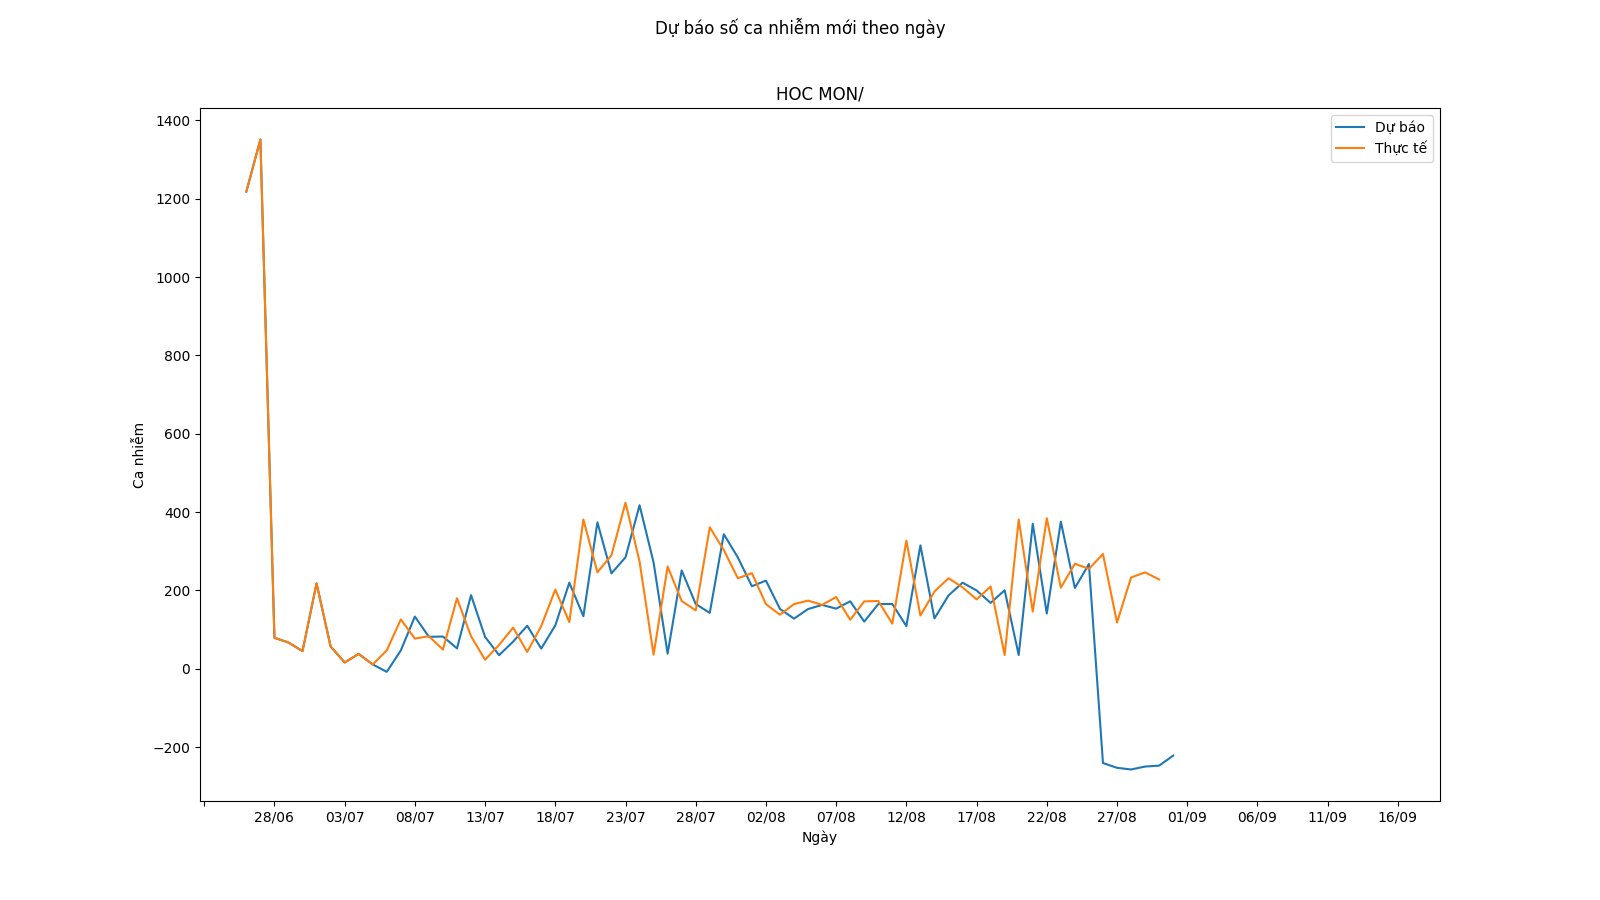 Dự báo số ca nhiễm mới theo ngày
HOC MON/
Dự báo
Thực tế
Ca nhiễm
1400
1200
1000
800
600
400
200
0
−200
28/06 03/07 08/07 13/07 18/07 23/07 28/07 02/08 07/08 12/08 17/08 22/08 27/08 01/09 06/09 11/09 16/09
Ngày